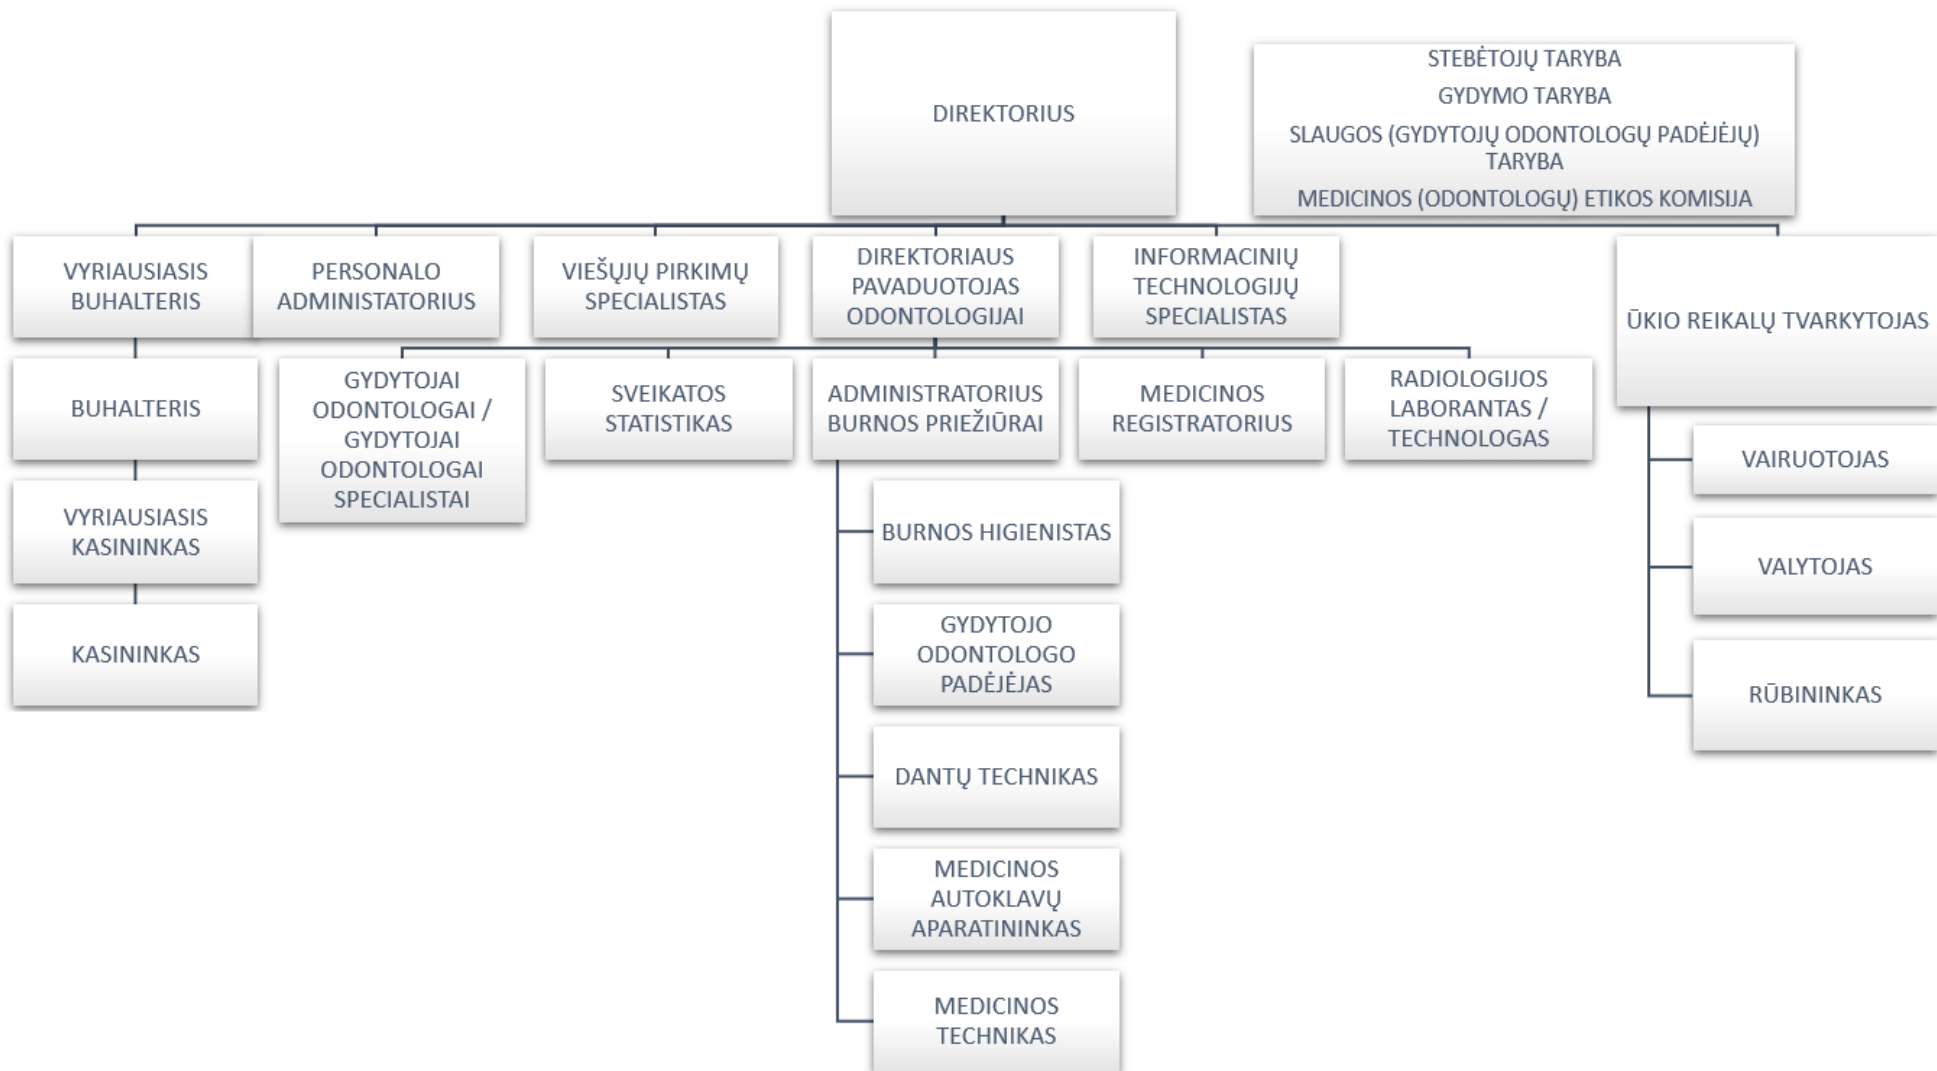 DIREKTORIUS
STEBĖTOJŲ TARYBA
GYDYMO TARYBA
SLAUGOS (GYDYTOJŲ ODONTOLOGŲ PADĖJĖJŲ)
TARYBA
MEDICINOS (ODONTOLOGŲ) ETIKOS KOMISIJA
VYRIAUSIASIS
BUHALTERIS
PERSONALO
ADMINISTATORIUS
VIEŠŲJŲ PIRKIMŲ
SPECIALISTAS
DIREKTORIAUS
PAVADUOTOJAS
ODONTOLOGIJAI
INFORMACINIŲ
TECHNOLOGIJŲ
SPECIALISTAS
ŪKIO REIKALŲ TVARKYTOJAS
BUHALTERIS
GYDYTOJAI
ODONTOLOGAI /
GYDYTOJAI
ODONTOLOGAI
SPECIALISTAI
SVEIKATOS
STATISTIKAS
ADMINISTRATORIUS
BURNOS PRIEŽIŪRAI
MEDICINOS
REGISTRATORIUS
RADIOLOGIJOS
LABORANTAS /
TECHNOLOGAS
VYRIAUSIASIS
KASININKAS
KASININKAS
BURNOS HIGIENISTAS
GYDYTOJO
ODONTOLOGO
PADĖJĖJAS
DANTŲ TECHNIKAS
MEDICINOS
AUTOKLAVŲ
APARATININKAS
MEDICINOS
TECHNIKAS
VAIRUOTOJAS
VALYTOJAS
RŪBININKAS